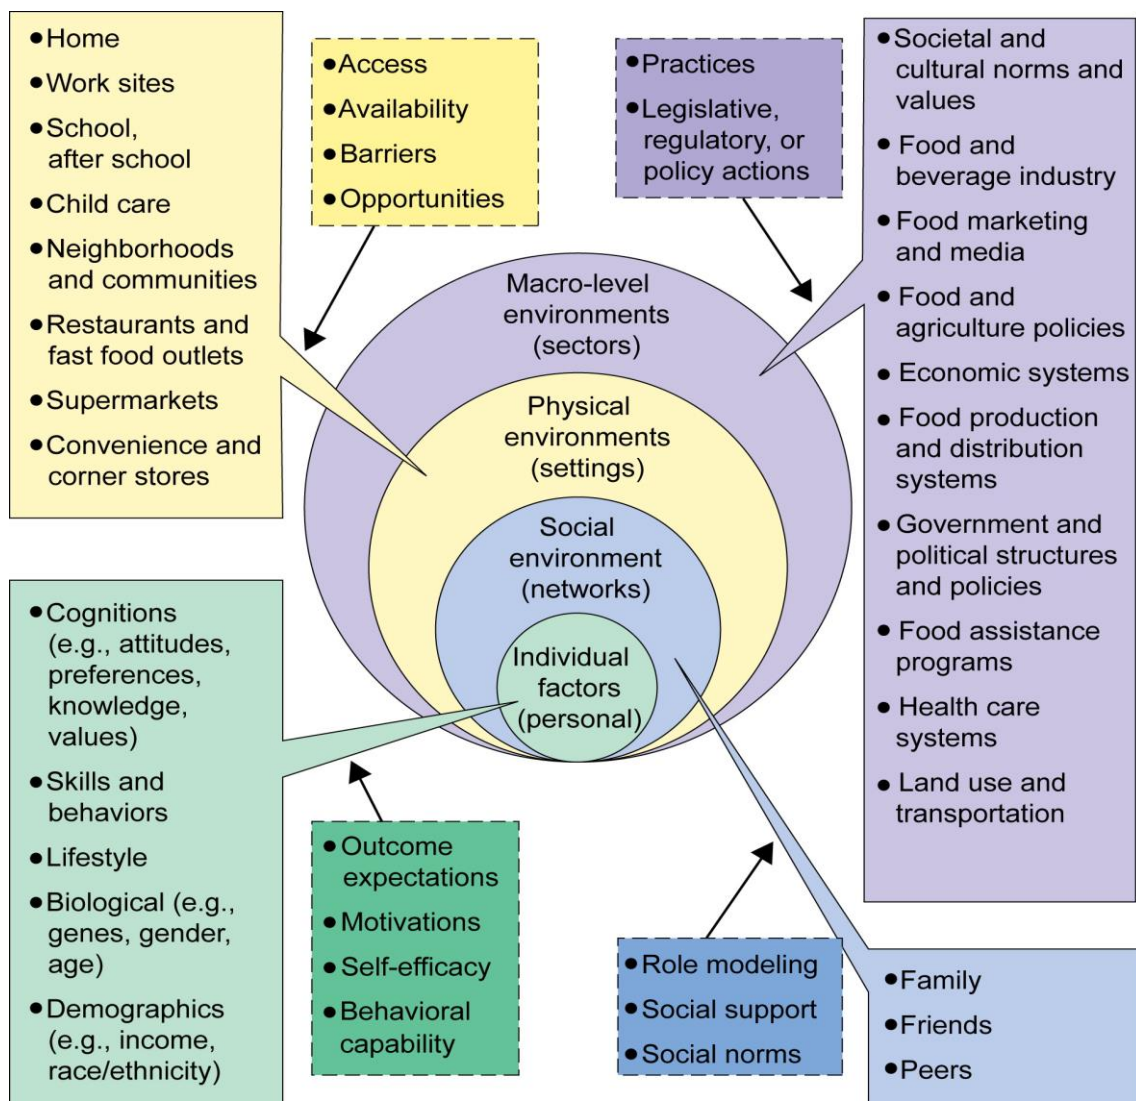 • Home
• Work sites
• School,
after school
• Child care
• Neighborhoods
and communities
• Restaurants and
fast food outlets
• Supermarkets
• Convenience and
corner stores
• Access
• Availability
• Barriers
• Opportunities
• Practices
• Legislative,
regulatory, or
policy actions
• Societal and
cultural norms and
values
• Food and
beverage industry
• Food marketing
and media
• Food and
agriculture policies
• Economic systems
• Food production
and distribution
systems
• Government and
political structures
and policies
• Food assistance
programs
• Health care
systems
• Land use and
transportation
Macro-level
environments
(sectors)
Physical
environments
(settings)
Social
environment
(networks)
Individual
factors
(personal)
• Cognitions
(e.g., attitudes,
preferences,
knowledge,
values)
• Skills and
behaviors
• Lifestyle
• Biological (e.g.,
genes, gender,
age)
• Demographics
(e.g., income,
race/ethnicity)
• Outcome
expectations
• Motivations
• Self-efficacy
• Behavioral
capability
• Role modeling
• Social support
• Social norms
• Family
• Friends
• Peers